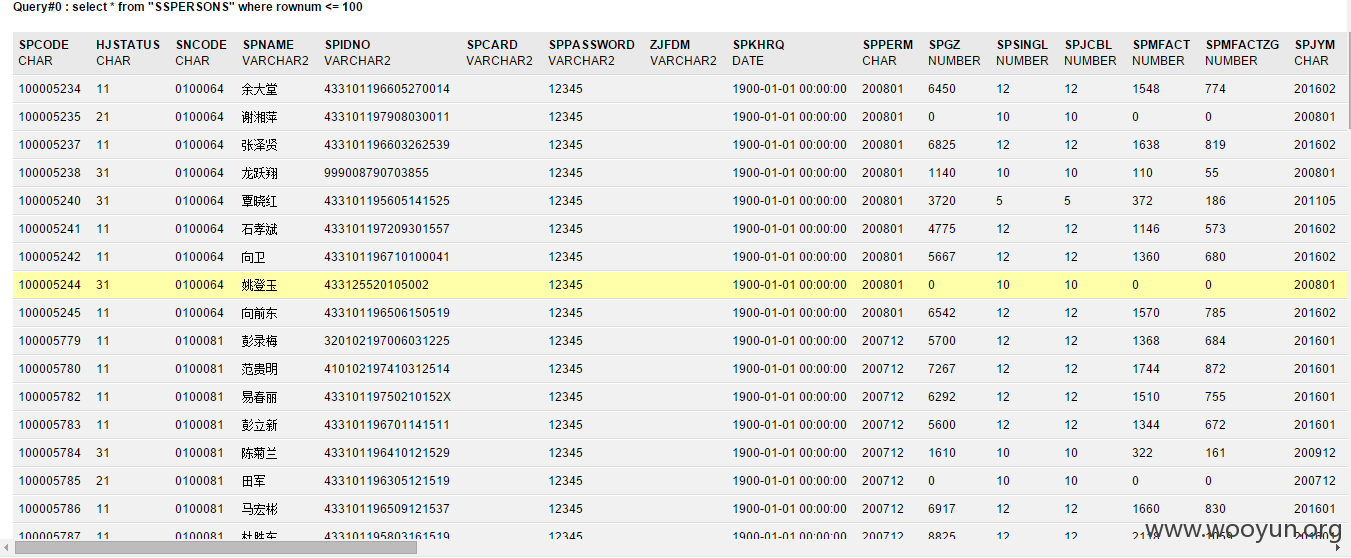 Query#0 : select * from "SSPERSONS" where rownum <= 100
SPCODE HJSTATUS SNCODE SPNAME SPIDNO SPCARD SPPASSWORD ZJFDM SPKHRQ SPPERM SPGZ SPSINGL SPJCBL SPMFACT SPMFACTZG SPJYM
CHAR CHAR CHAR VARCHAR2 VARCHAR2 VARCHAR2 VARCHAR2 VARCHAR2 DATE CHAR NUMBER NUMBER NUMBER NUMBER NUMBER CHAR
100005234 11 0100064 余大堂 433101196605270014 12345 1900-01-01 00:00:00 200801 6450 12 12 1548 774 201602
100005235 21 0100064 谢湘萍 433101197908030011 12345 1900-01-01 00:00:00 200801 0 10 10 0 0 200801
100005237 11 0100064 张泽贤 433101196603262539 12345 1900-01-01 00:00:00 200801 6825 12 12 1638 819 201602
100005238 31 0100064 龙跃翔 999008790703855 12345 1900-01-01 00:00:00 200801 1140 10 10 110 55 200801
100005240 31 0100064 覃晓红 433101195605141525 12345 1900-01-01 00:00:00 200801 3720 5 5 372 186 201105
100005241 11 0100064 石孝斌 433101197209301557 12345 1900-01-01 00:00:00 200801 4775 12 12 1146 573 201602
100005242 11 0100064 向卫 433101196710100041 12345 1900-01-01 00:00:00 200801 5667 12 12 1360 680 201602
100005244 31 0100064 姚登玉 433125520105002 12345 1900-01-01 00:00:00 200801 0 10 10 0 0 200801
100005245 11 0100064 向前东 433101196506150519 12345 1900-01-01 00:00:00 200801 6542 12 12 1570 785 201602
100005779 11 0100081 彭录梅 320102197006031225 12345 1900-01-01 00:00:00 200712 5700 12 12 1368 684 201601
100005780 11 0100081 范贵明 410102197410312514 12345 1900-01-01 00:00:00 200712 7267 12 12 1744 872 201601
100005782 11 0100081 易春丽 43310119750210152X 12345 1900-01-01 00:00:00 200712 6292 12 12 1510 755 201601
100005783 11 0100081 彭立新 433101196701141511 12345 1900-01-01 00:00:00 200712 5600 12 12 1344 672 201601
100005784 31 0100081 陈菊兰 433101196410121529 12345 1900-01-01 00:00:00 200712 1610 10 10 322 161 200912
100005785 21 0100081 田军 433101196305121519 12345 1900-01-01 00:00:00 200712 0 10 10 0 0 200712
100005786 11 0100081 马宏彬 433101196509121537 12345 1900-01-01 00:00:00 200712 6917 12 12 1660 830 201601
100005787 11 0100081 12345 1900-01-01 00:00:00 200712 8825 12 12
www.wooyun.org